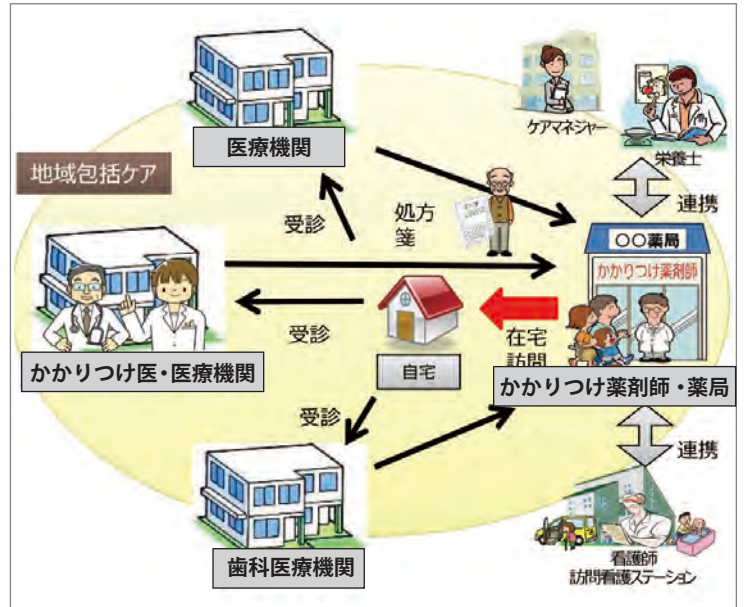 医療機関
ケアマネジャー
栄養士
地域包括ケア
連携
受診
処方
箋
〇〇薬局
かかりつけ薬剤師
受診
在宅
訪問
自宅
かかりつけ医・医療機関
かかりつけ薬剤師・薬局
受診
連携
歯科医療機関
看護師
訪問看護ステーション